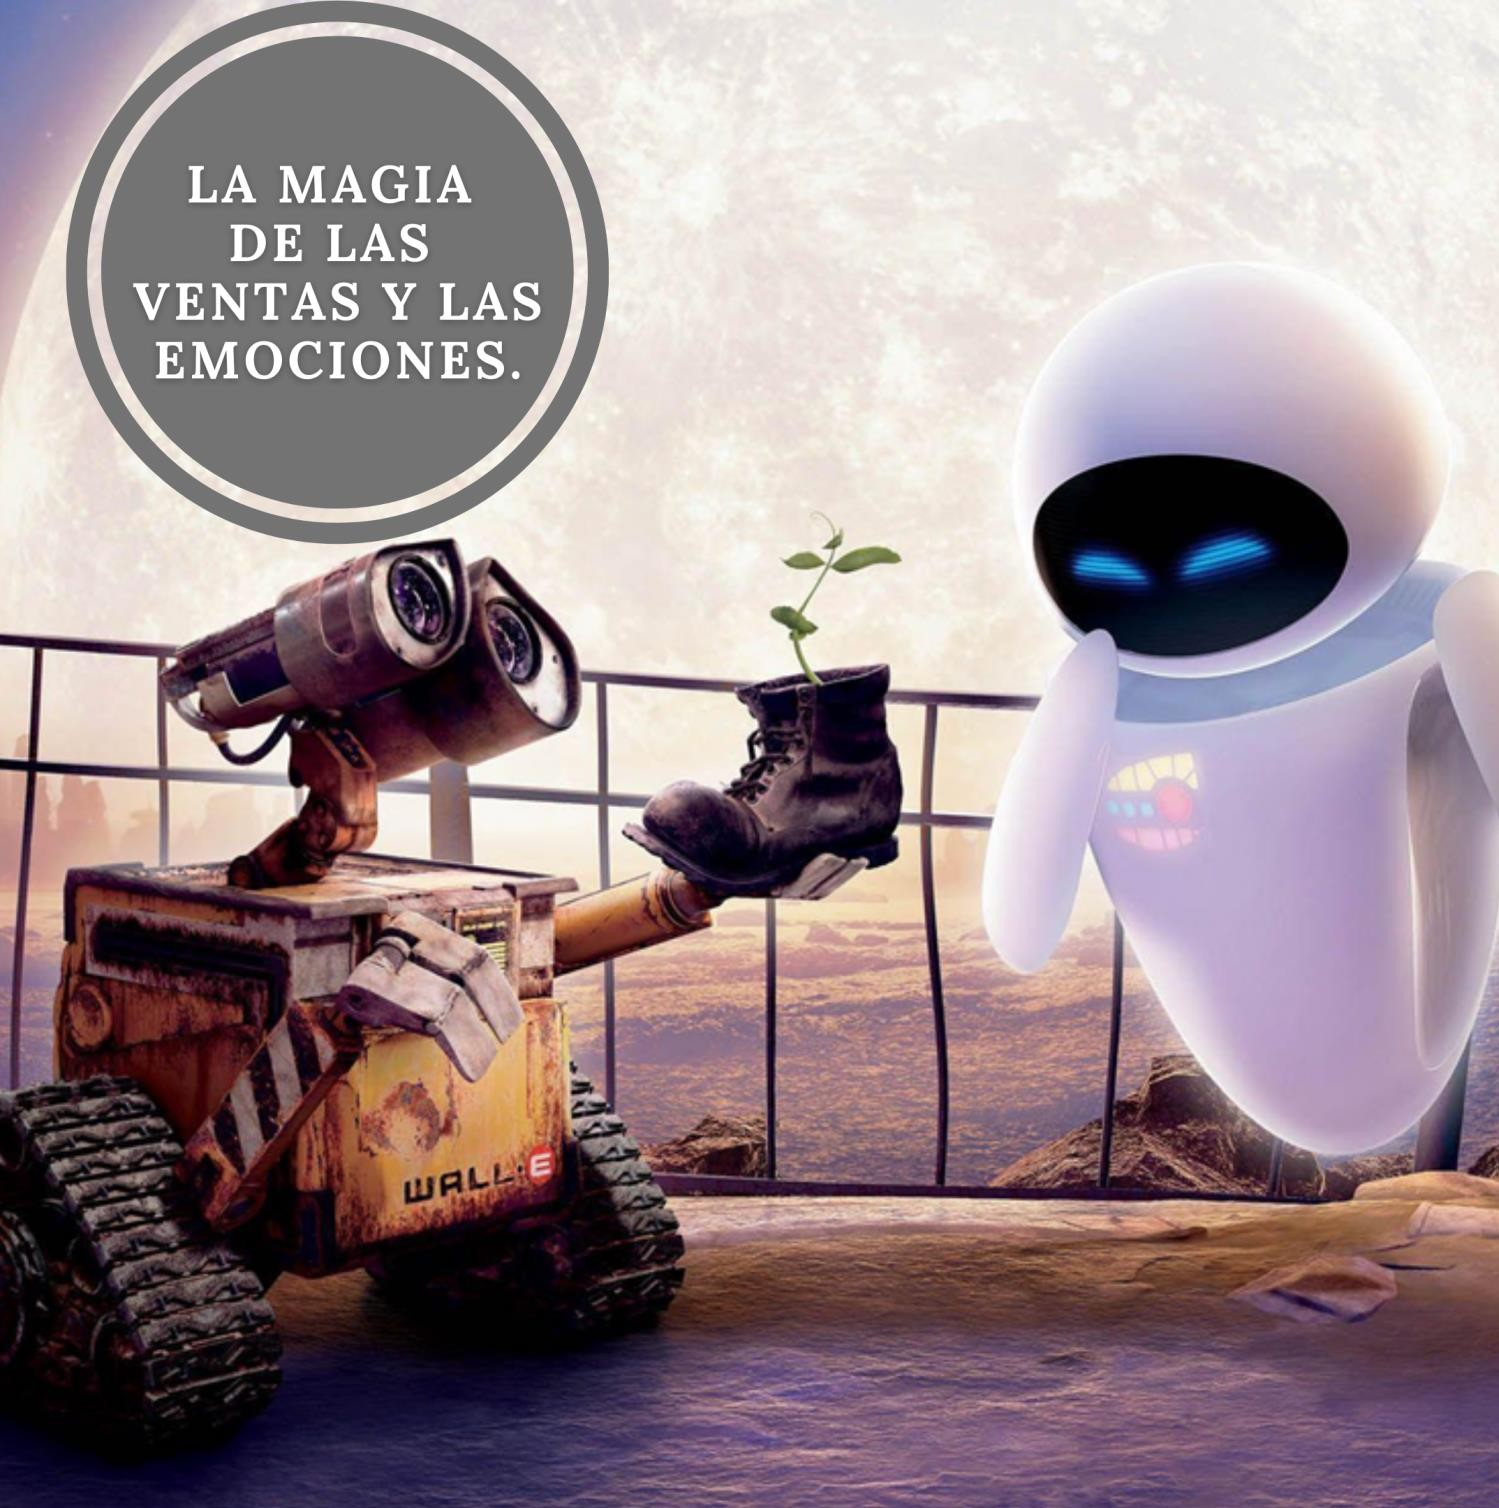 LA MAGIA
DE LAS
VENTAS Y LAS
EMOCIONES.
WALL·E